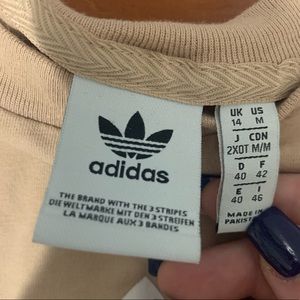 adidas
THE BRAND WITH THE 3 STRIPES
DIE WELTMARKE MIT DEN 3 STREIFEN
LA MARQUE AUX 3 BANDES
UK US
14 M
J CDN
2XOT M/M
D F
40 42
E I
40 46
MADE IN
PAKISTAN